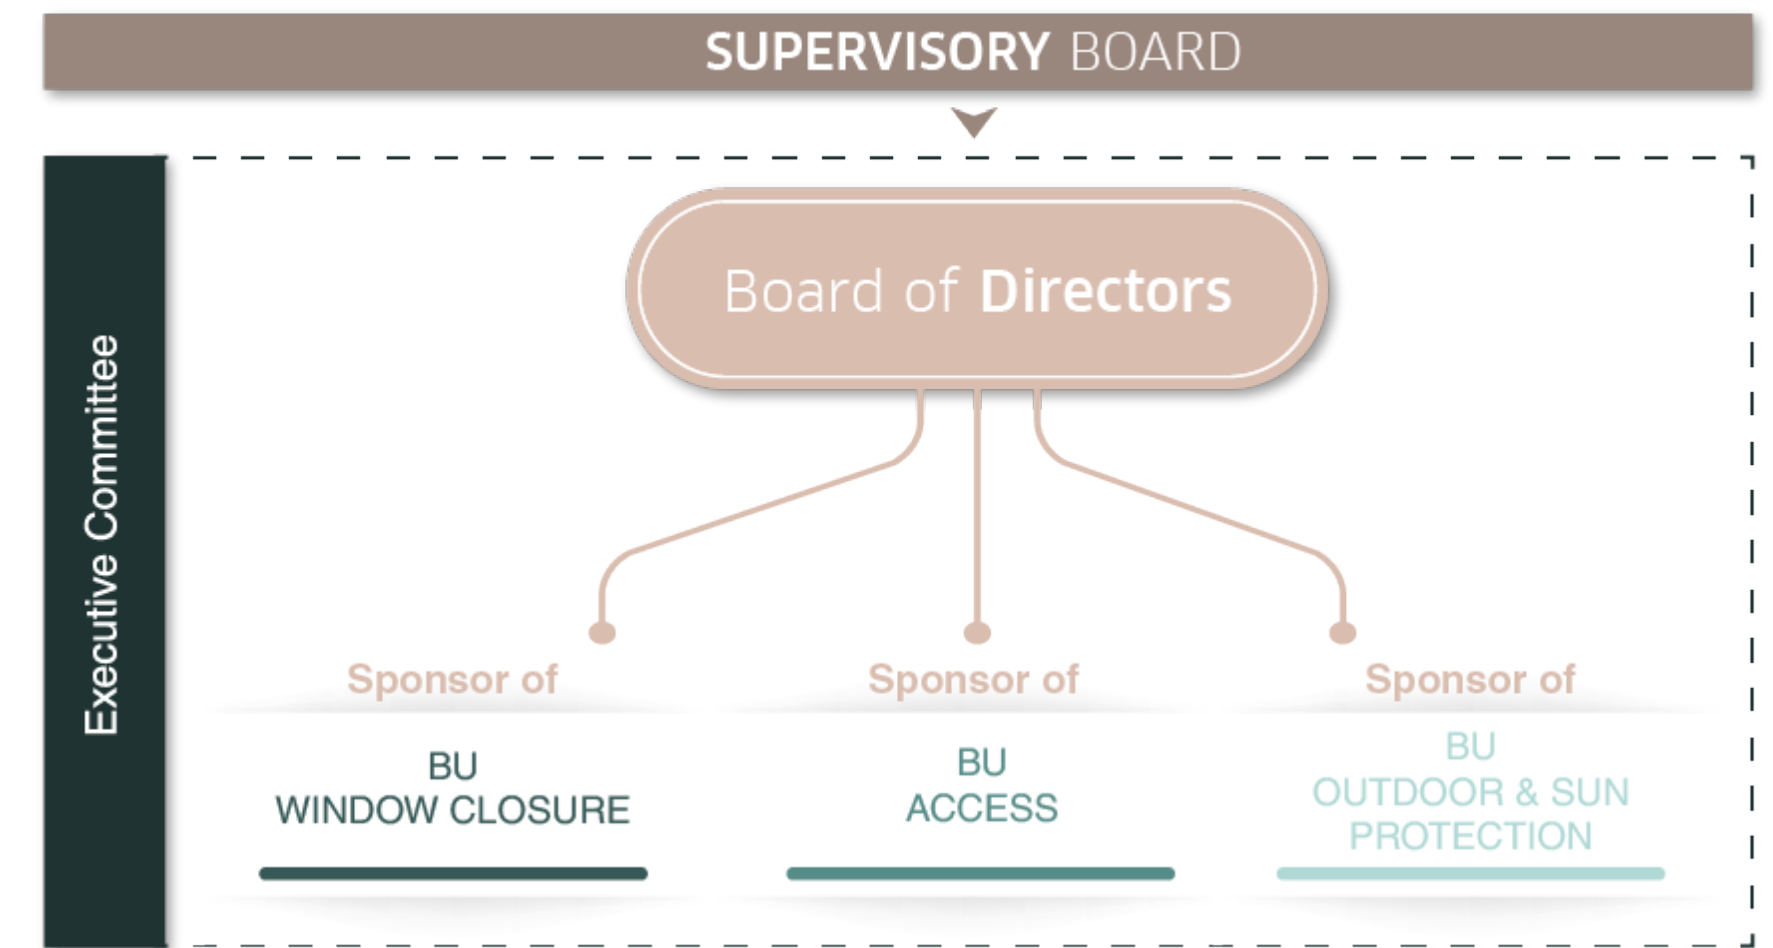 SUPERVISORY BOARD
Executive Committee
Board of Directors
Sponsor of
BU
WINDOW CLOSURE
Sponsor of
BU
ACCESS
Sponsor of
BU
OUTDOOR & SUN
PROTECTION